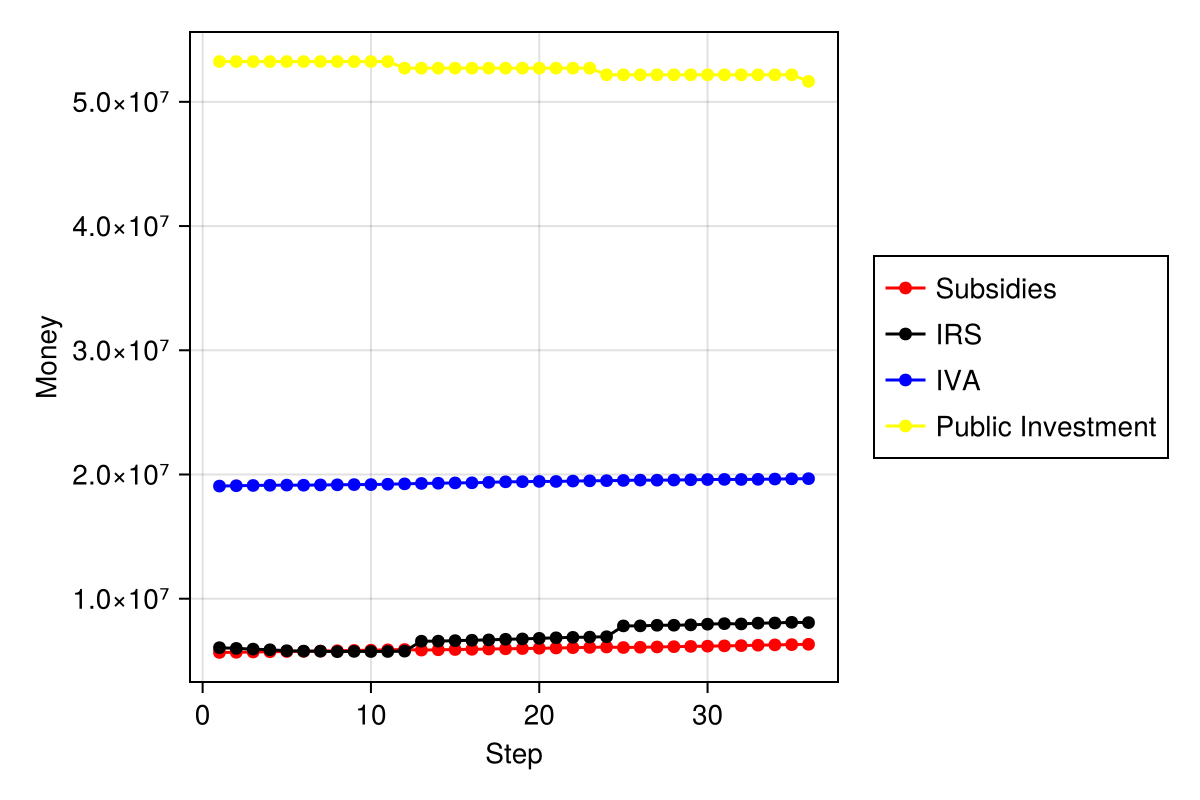 5.0×10⁷
4.0×10⁷
3.0×10⁷
2.0×10⁷
1.0×10⁷
Money
0 10 20 30
Step
Subsidies
IRS
IVA
Public Investment